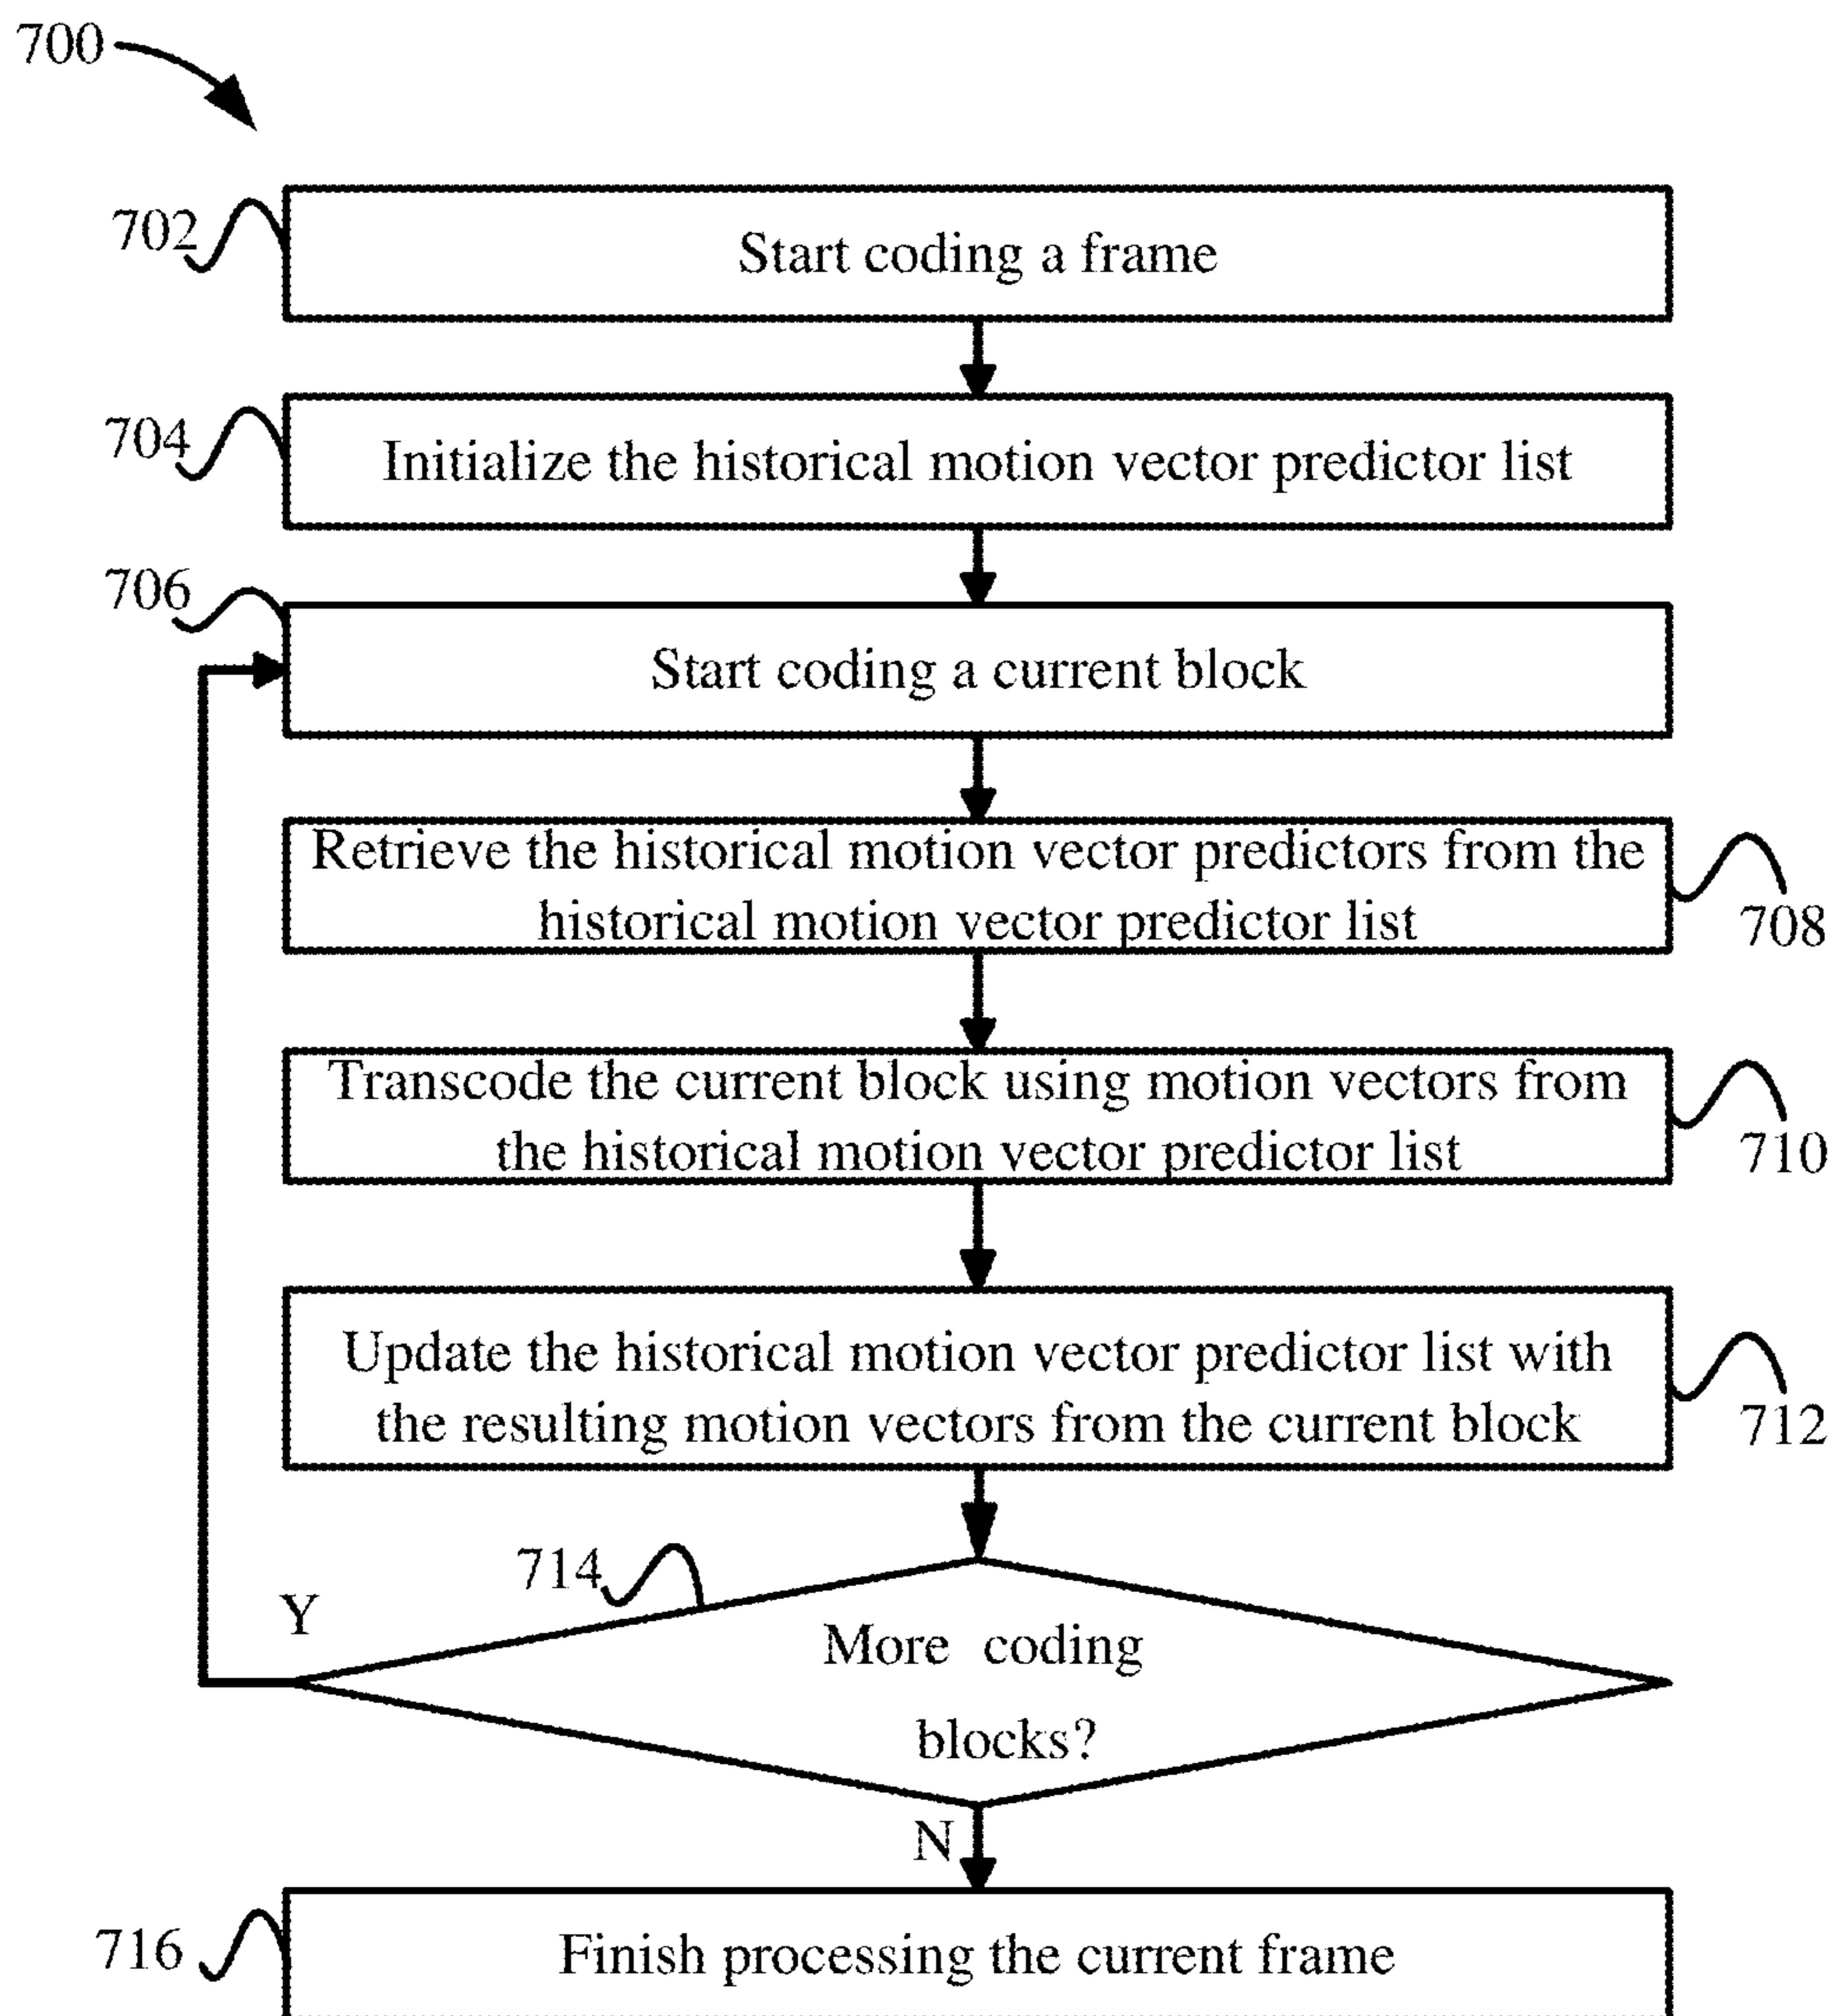 700
702
Start coding a frame
704
Initialize the historical motion vector predictor list
706
Start coding a current block
Retrieve the historical motion vector predictors from the
historical motion vector predictor list
708
Transcode the current block using motion vectors from
the historical motion vector predictor list
710
Update the historical motion vector predictor list with
the resulting motion vectors from the current block
712
714
Y
More coding
blocks?
N
716
Finish processing the current frame